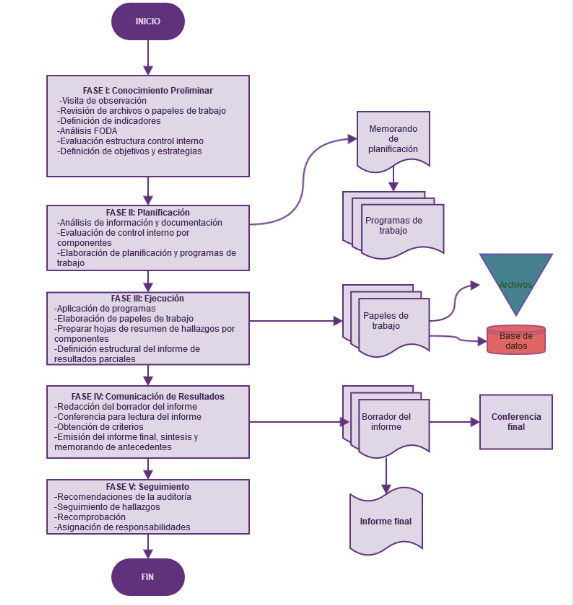 INICIO
FASE I: Conocimiento Preliminar
-Visita de observación
-Revisión de archivos o papeles de trabajo
-Definición de indicadores
-Análisis FODA
-Evaluación estructura control interno
-Definición de objetivos y estrategias
Memorando
de
planificación
FASE II: Planificación
-Análisis de información y documentación
-Evaluación de control interno por
componentes
-Elaboración de planificación y programas de
trabajo
Programas de
trabajo
FASE III: Ejecución
-Aplicación de programas
-Elaboración de papeles de trabajo
-Preparar hojas de resumen de hallazgos por
componentes
-Definición estructural del informe de
resultados parciales
Papeles de
trabajo
Archivos
Base de
datos
FASE IV: Comunicación de Resultados
-Redacción del borrador del informe
-Conferencia para lectura del informe
-Obtención de criterios
-Emisión del informe final, sintesis y
memorando de antecedentes
Borrador del
informe
Conferencia
final
FASE V: Seguimiento
-Recomendaciones de la auditoría
-Seguimiento de hallazgos
-Recomprobación
-Asignación de responsabilidades
Informe final
FIN